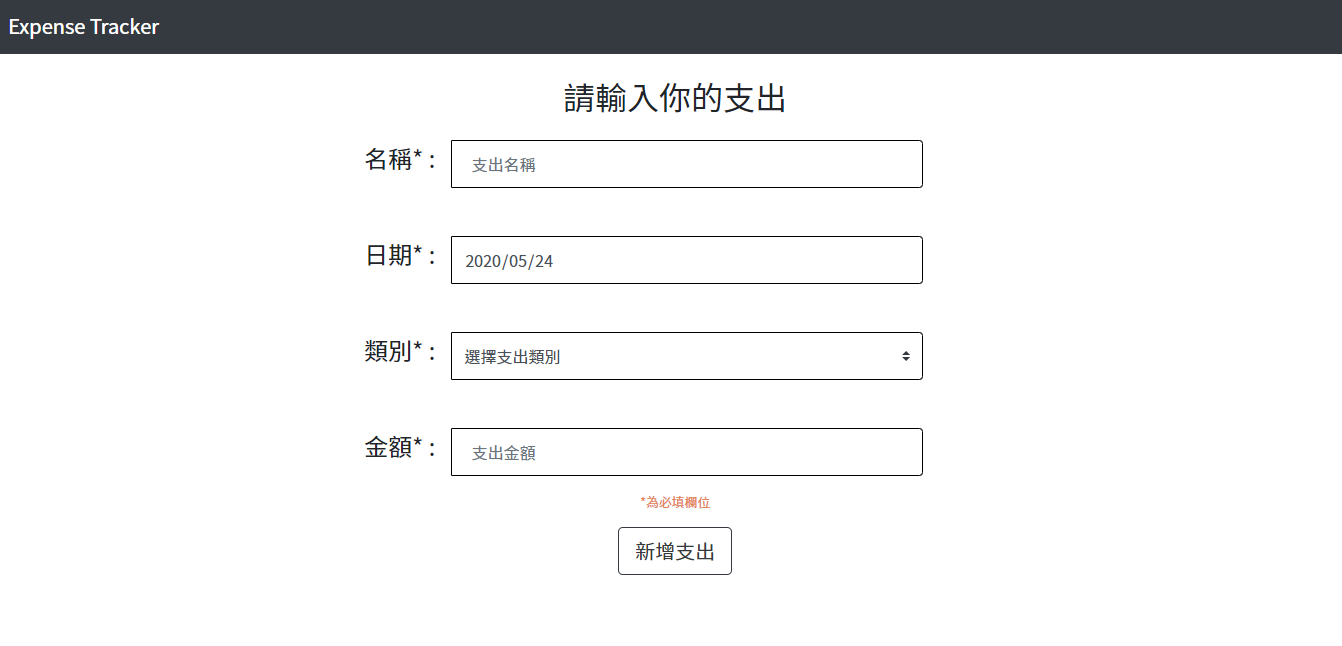 Expense Tracker
請輸入你的支出
名稱* : 支出名稱
日期* : 2020/05/24
類別* : 選擇支出類別
金額* : 支出金額
*為必填欄位
新增支出